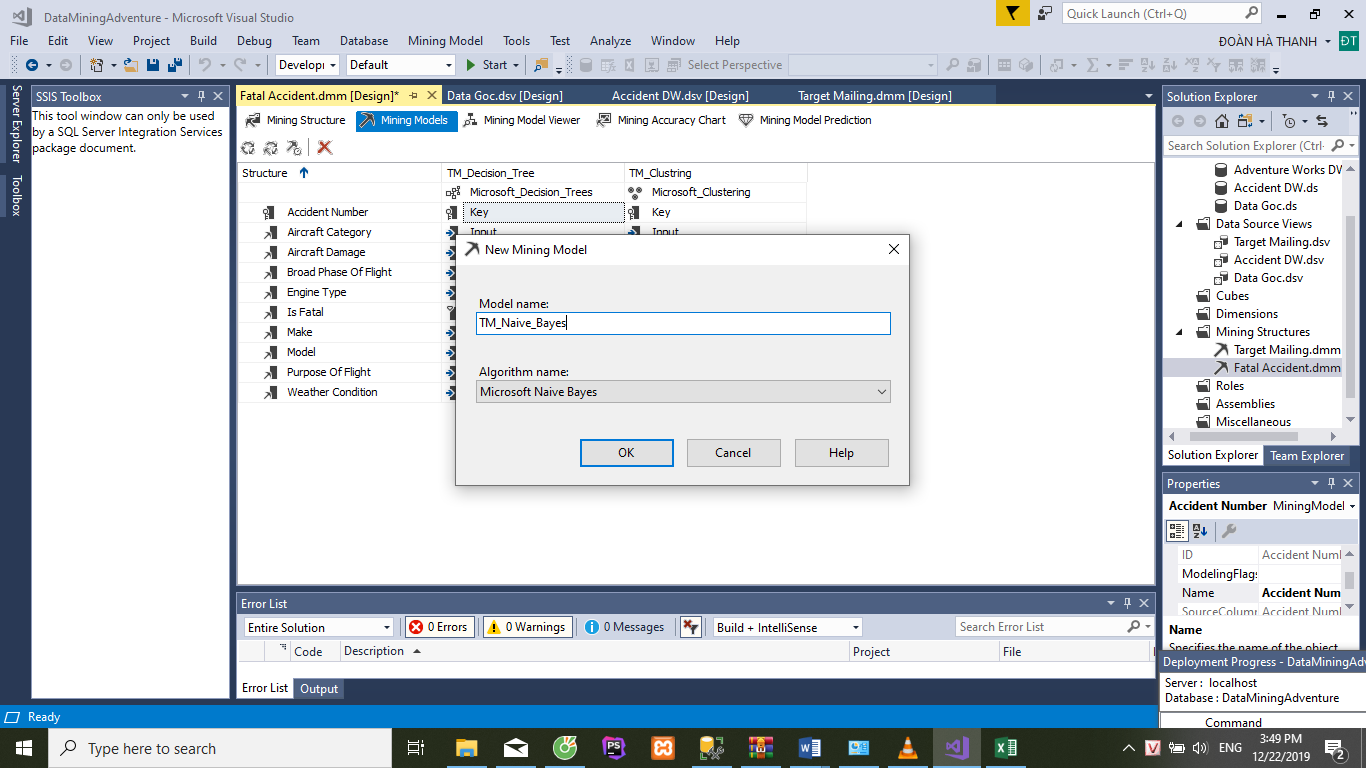 DataMiningAdventure - Microsoft Visual Studio
Quick Launch (Ctrl+Q)
File Edit View Project Build Debug Team Database Mining Model Tools Test Analyze Window Help
ĐOÀN HÀ THANH ĐT
Develop Default Start Select Perspective
Server Explorer
Toolbox
SSIS Toolbox
This tool window can only be used
by a SQL Server Integration Services
package document.
Fatal Accident.dmm [Design]* Data Goc.dsv [Design] Accident DW.dsv [Design] Target Mailing.dmm [Design]
Mining Structure Mining Models Mining Model Viewer Mining Accuracy Chart Mining Model Prediction
Structure TM_Decision_Tree TM_Clustring
Microsoft_Decision_Trees Microsoft_Clustering
Accident Number Key Key
Aircraft Category Input Input
Aircraft Damage
Broad Phase Of Flight
Engine Type
Is Fatal
Make
Model
Purpose Of Flight
Weather Condition
New Mining Model
Model name:
TM_Naive_Bayes
Algorithm name:
Microsoft Naive Bayes
OK Cancel Help
Solution Explorer
Search Solution Explorer (Ctrl+
Adventure Works DW
Accident DW.ds
Data Goc.ds
Data Source Views
Target Mailing.dsv
Accident DW.dsv
Data Goc.dsv
Cubes
Dimensions
Mining Structures
Target Mailing.dmm
Fatal Accident.dmm
Roles
Assemblies
Miscellaneous
Solution Explorer Team Explorer
Properties
Accident Number MiningModel
ID Accident Num
ModelingFlags
Name Accident Num
SourceColumn Accident Num
Name
Specifies the name of the object
Deployment Progress - DataMiningAdv
Server : localhost
Database : DataMiningAdventure
Command
Error List
Entire Solution 0 Errors 0 Warnings 0 Messages Build + IntelliSense Search Error List
Code Description Project File
Error List Output
Ready
Type here to search
PS
ENG
3:49 PM
12/22/2019
2